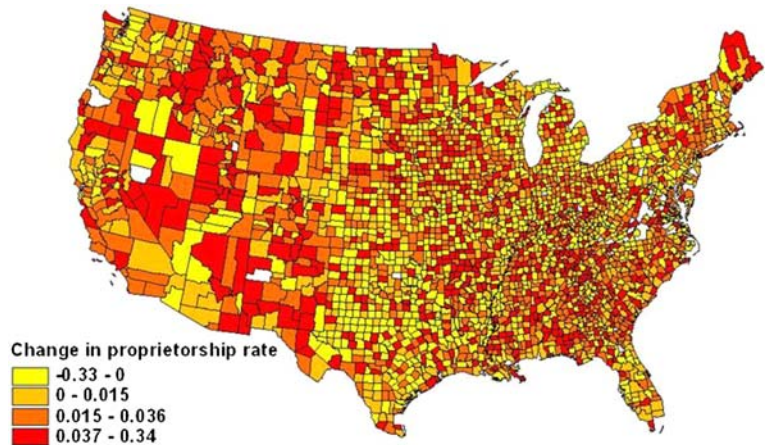 Change in proprietorship rate
-0.33 - 0
0 - 0.015
0.015 - 0.036
0.037 - 0.34